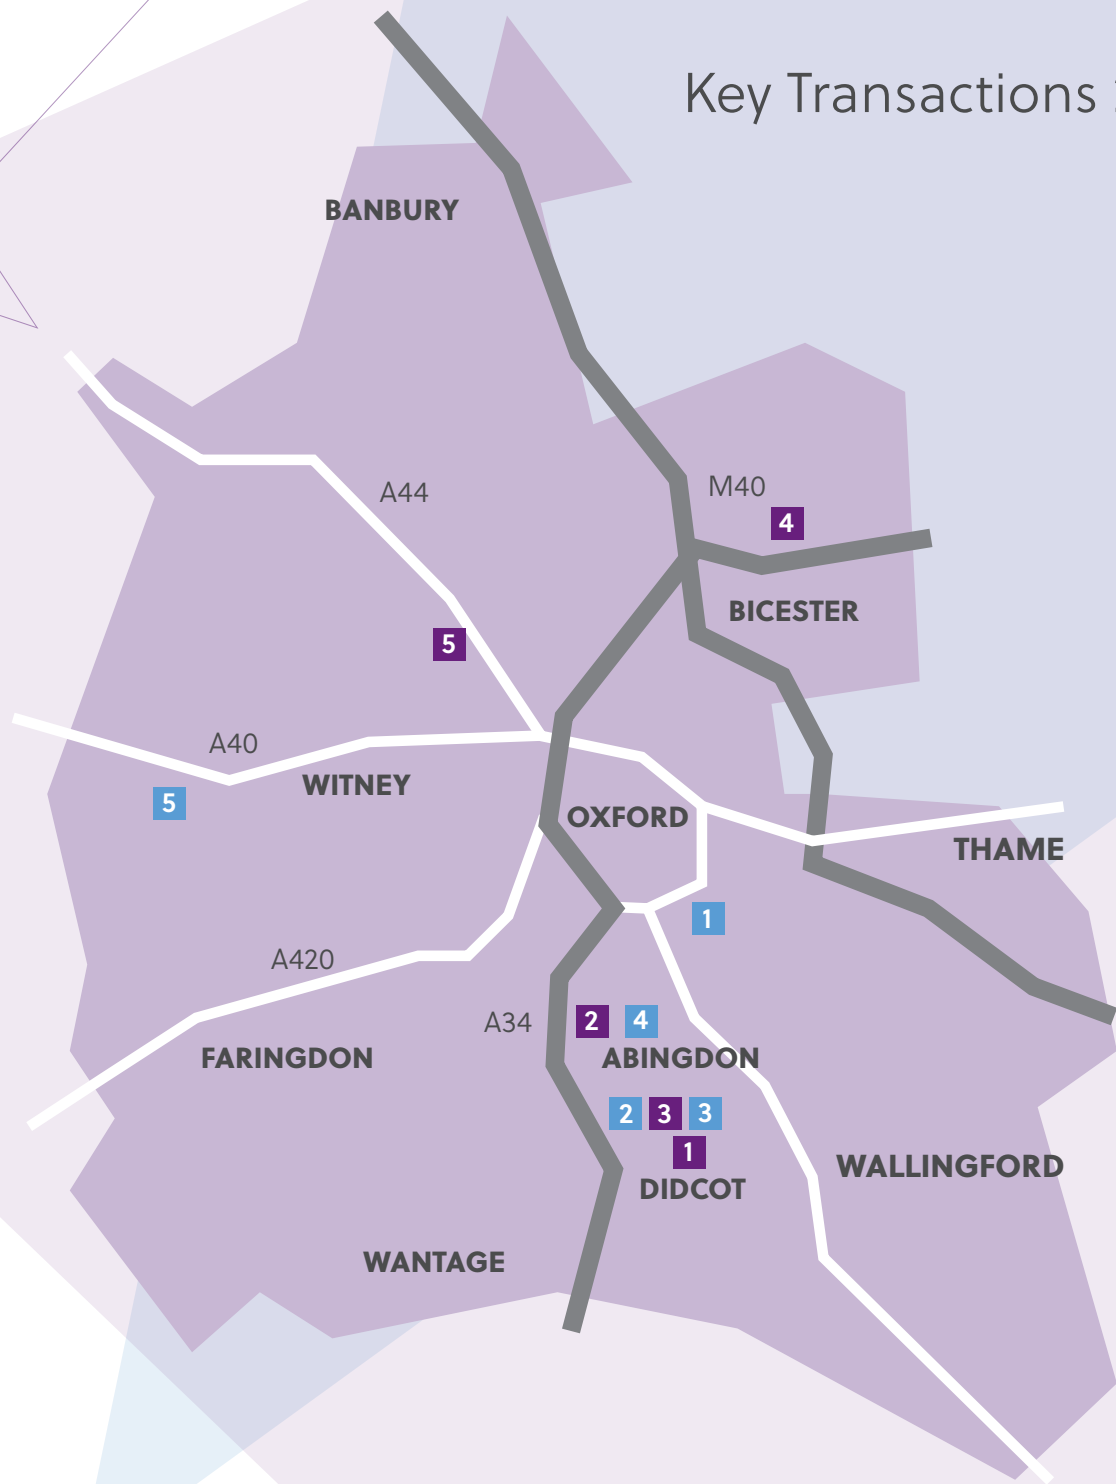 Key Transactions
BANBURY
A44
M40
4
BICESTER
5
A40
WITNEY
5
OXFORD
THAME
1
A420
A34
2 4
FARINGDON
ABINGDON
2 3 3
1
WALLINGFORD
DIDCOT
WANTAGE